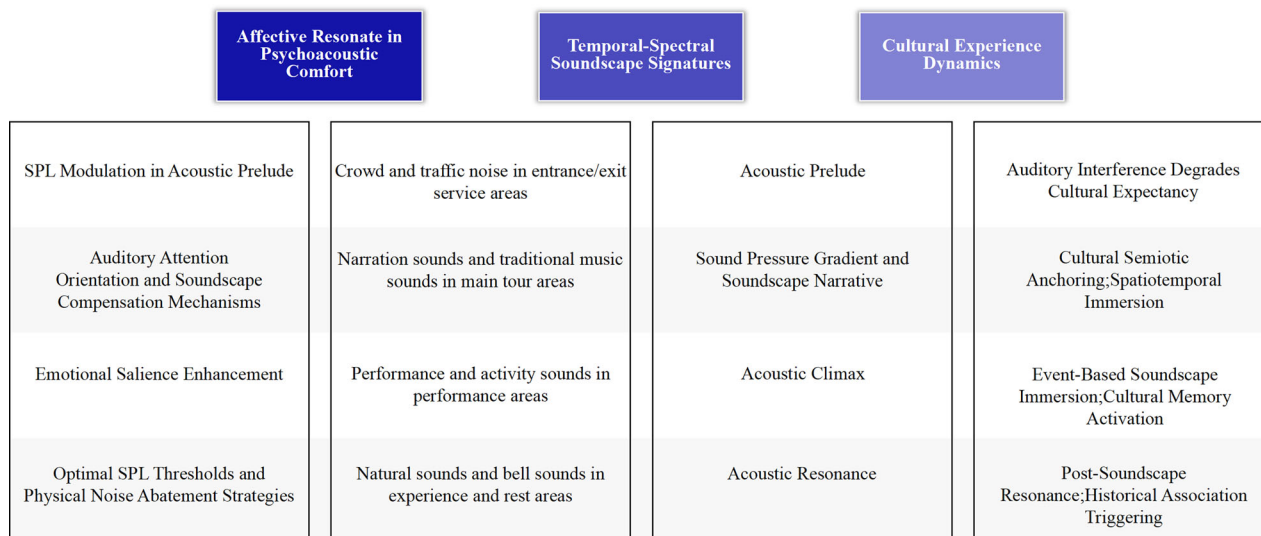 Affective Resonate in
Psychoacoustic
Comfort
Temporal-Spectral
Soundscape Signatures
Cultural Experience
Dynamics
SPL Modulation in Acoustic Prelude
Crowd and traffic noise in entrance/exit
service areas
Acoustic Prelude
Auditory Interference Degrades
Cultural Expectancy
Auditory Attention
Orientation and Soundscape
Compensation Mechanisms
Narration sounds and traditional music
sounds in main tour areas
Sound Pressure Gradient and
Soundscape Narrative
Cultural Semiotic
Anchoring;Spatiotemporal
Immersion
Emotional Salience Enhancement
Performance and activity sounds in
performance areas
Acoustic Climax
Event-Based Soundscape
Immersion;Cultural Memory
Activation
Optimal SPL Thresholds and
Physical Noise Abatement Strategies
Natural sounds and bell sounds in
experience and rest areas
Acoustic Resonance
Post-Soundscape
Resonance;Historical Association
Triggering